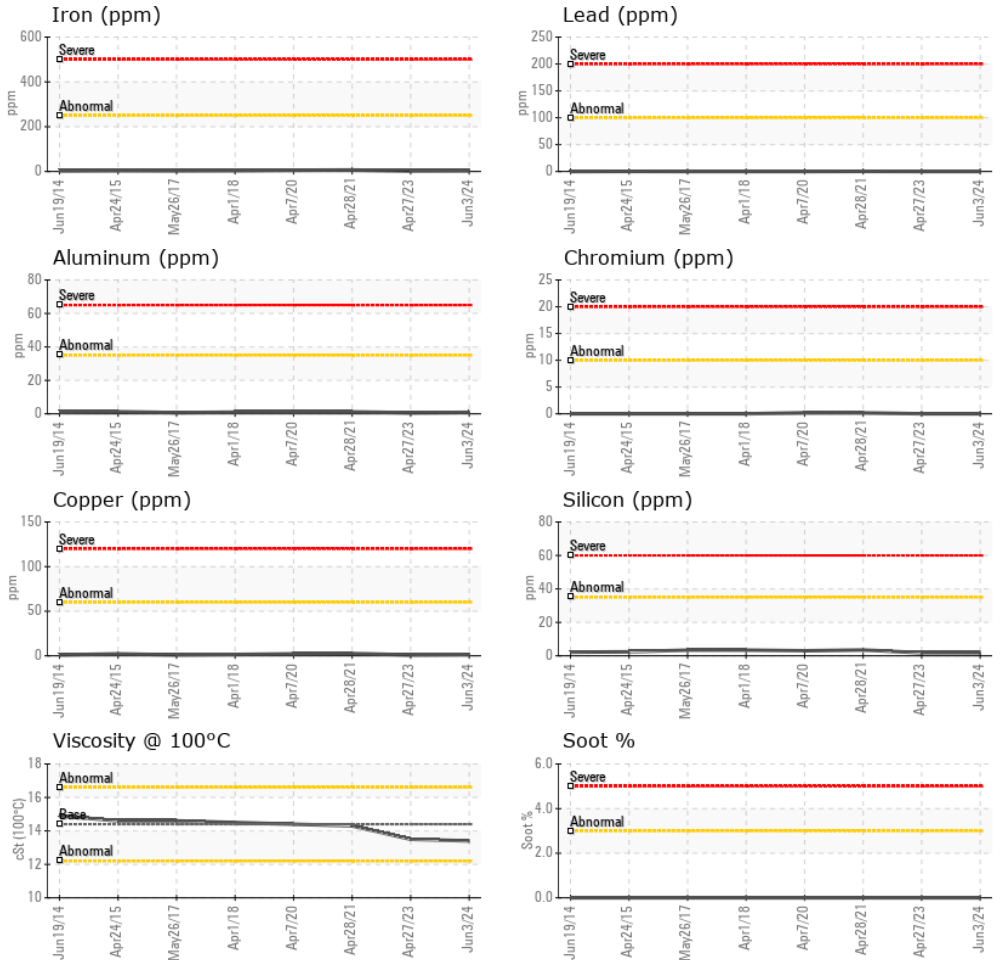 Iron (ppm)
600
400
200
0
ppm
Severe
Abnormal
Jun19/14
Apr24/15
May26/17
Apr1/18
Apr7/20
Apr28/21
Apr27/23
Jun3/24
Lead (ppm)
250
200
150
100
50
0
ppm
Severe
Abnormal
Jun19/14
Apr24/15
May26/17
Apr1/18
Apr7/20
Apr28/21
Apr27/23
Jun3/24
Aluminum (ppm)
80
60
40
20
0
ppm
Severe
Abnormal
Jun19/14
Apr24/15
May26/17
Apr1/18
Apr7/20
Apr28/21
Apr27/23
Jun3/24
Chromium (ppm)
25
20
15
10
5
0
ppm
Severe
Abnormal
Jun19/14
Apr24/15
May26/17
Apr1/18
Apr7/20
Apr28/21
Apr27/23
Jun3/24
Copper (ppm)
150
100
50
0
ppm
Severe
Abnormal
Jun19/14
Apr24/15
May26/17
Apr1/18
Apr7/20
Apr28/21
Apr27/23
Jun3/24
Silicon (ppm)
80
60
40
20
0
ppm
Severe
Abnormal
Jun19/14
Apr24/15
May26/17
Apr1/18
Apr7/20
Apr28/21
Apr27/23
Jun3/24
Viscosity @ 100°C
18
16
14
12
10
cSt (100°C)
Abnormal
Base
Abnormal
Jun19/14
Apr24/15
May26/17
Apr1/18
Apr7/20
Apr28/21
Apr27/23
Jun3/24
Soot %
6.0
4.0
2.0
0.0
Soot %
Severe
Abnormal
Jun19/14
Apr24/15
May26/17
Apr1/18
Apr7/20
Apr28/21
Apr27/23
Jun3/24